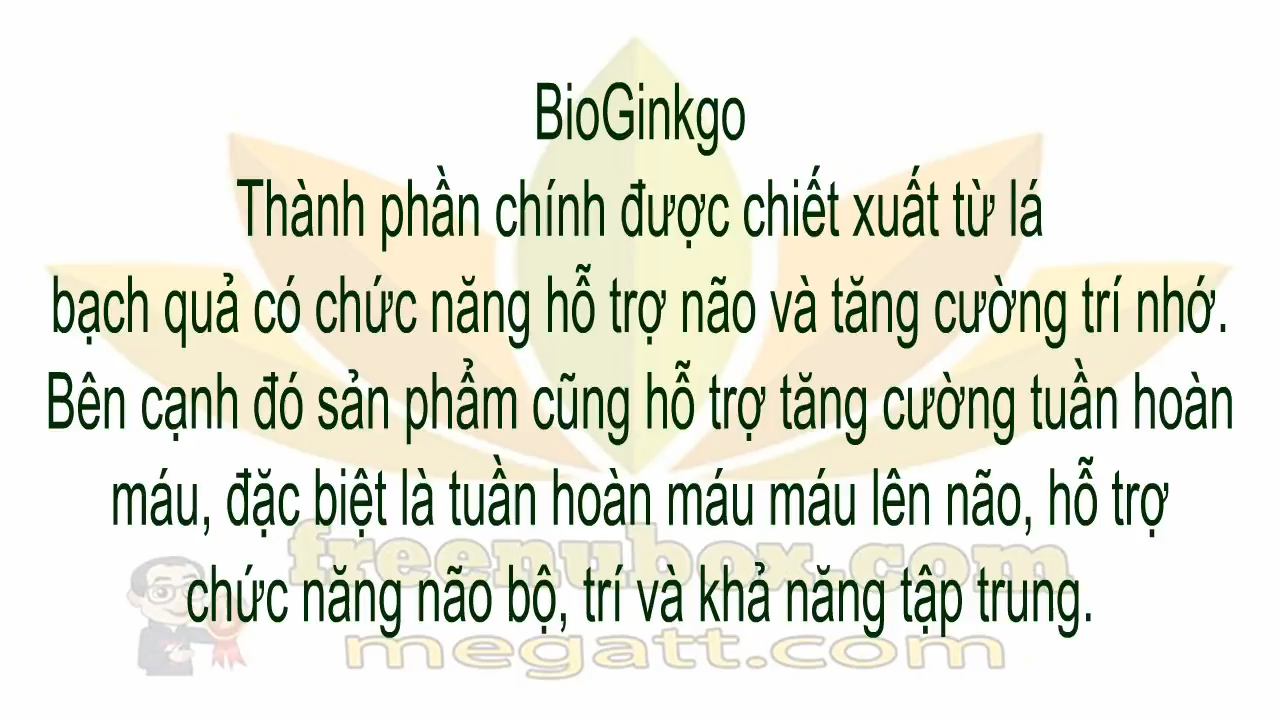 BioGinkgo
Thành phần chính được chiết xuất từ lá
bạch quả có chức năng hỗ trợ não và tăng cường trí nhớ.
Bên cạnh đó sản phẩm cũng hỗ trợ tăng cường tuần hoàn
máu, đặc biệt là tuần hoàn máu máu lên não, hỗ trợ
freenubox.com
chức năng não bộ, trí và khả năng tập trung.
megatt.com